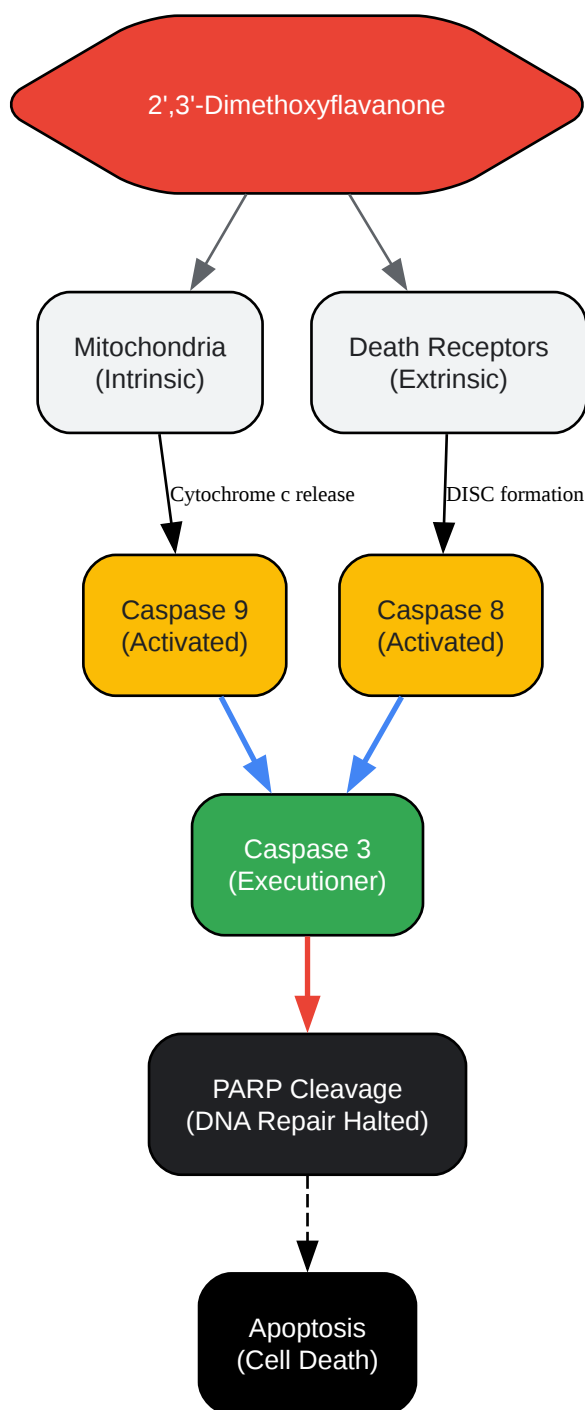 2',3'-Dimethoxyflavanone
Mitochondria
(Intrinsic)
Death Receptors
(Extrinsic)
Cytochrome c release
DISC formation
Caspase 9
(Activated)
Caspase 8
(Activated)
Caspase 3
(Executioner)
PARP Cleavage
(DNA Repair Halted)
Apoptosis
(Cell Death)